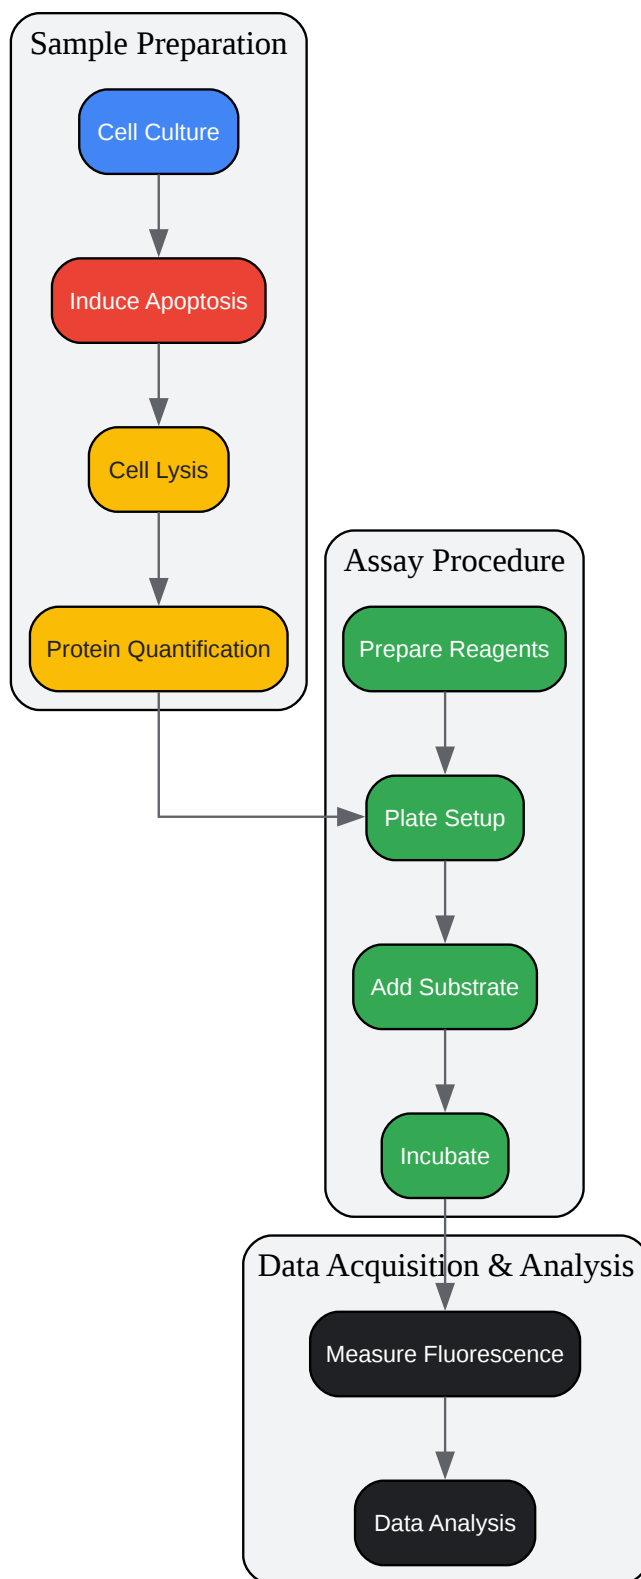 Sample Preparation
Cell Culture
Induce Apoptosis
Cell Lysis
Protein Quantification
Assay Procedure
Prepare Reagents
Plate Setup
Add Substrate
Incubate
Data Acquisition & Analysis
Measure Fluorescence
Data Analysis